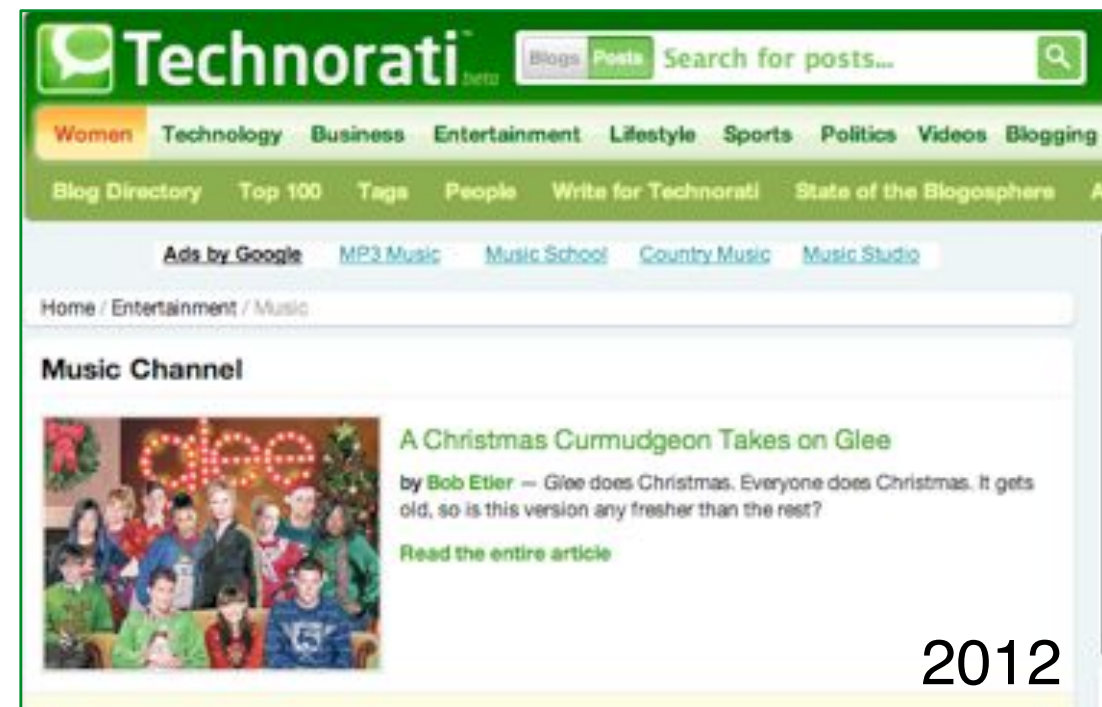 Technorati™ beta Blogs Posts Search for posts...
Women Technology Business Entertainment Lifestyle Sports Politics Videos Blogging
Blog Directory Top 100 Tags People Write for Technorati State of the Blogosphere A
Ads by Google MP3 Music Music School Country Music Music Studio
Home / Entertainment / Music
Music Channel
glee
A Christmas Curmudgeon Takes on Glee
by Bob Etier — Glee does Christmas. Everyone does Christmas. It gets
old, so is this version any fresher than the rest?
Read the entire article
2012